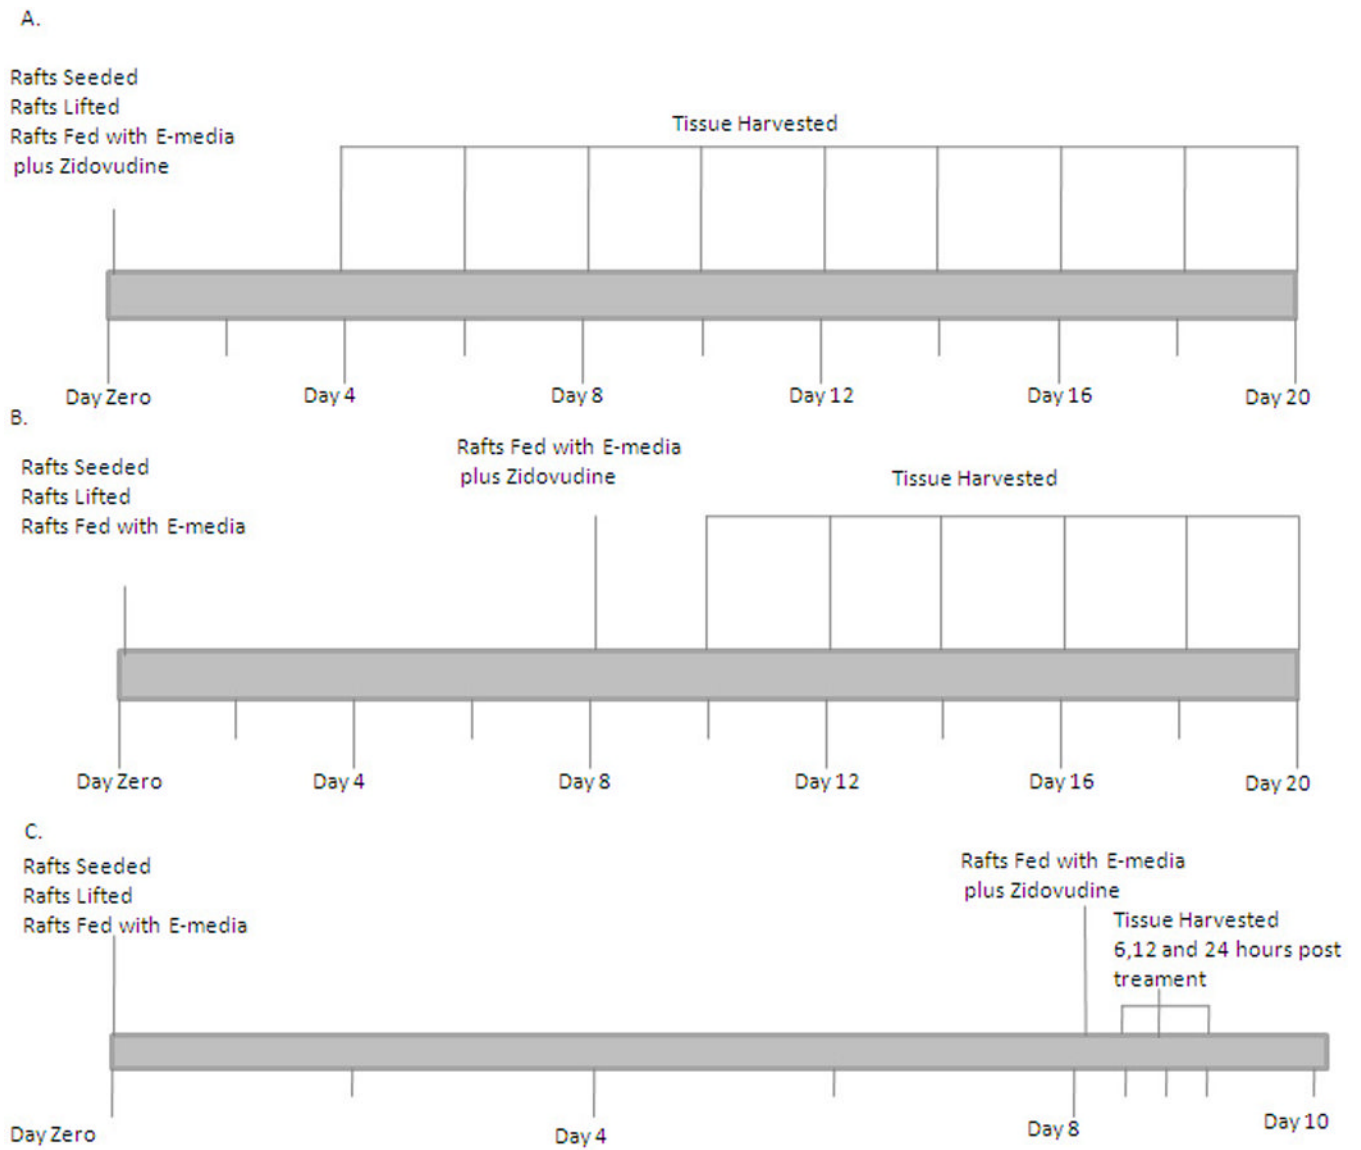 A.
Rafts Seeded
Rafts Lifted
Rafts Fed with E-media
plus Zidovudine
Tissue Harvested
Day Zero
Day 4
Day 8
Day 12
Day 16
Day 20
B.
Rafts Seeded
Rafts Lifted
Rafts Fed with E-media
Rafts Fed with E-media
plus Zidovudine
Tissue Harvested
Day Zero
Day 4
Day 8
Day 12
Day 16
Day 20
C.
Rafts Seeded
Rafts Lifted
Rafts Fed with E-media
Rafts Fed with E-media
plus Zidovudine
Tissue Harvested
6,12 and 24 hours post
treament
Day Zero
Day 4
Day 8
Day 10